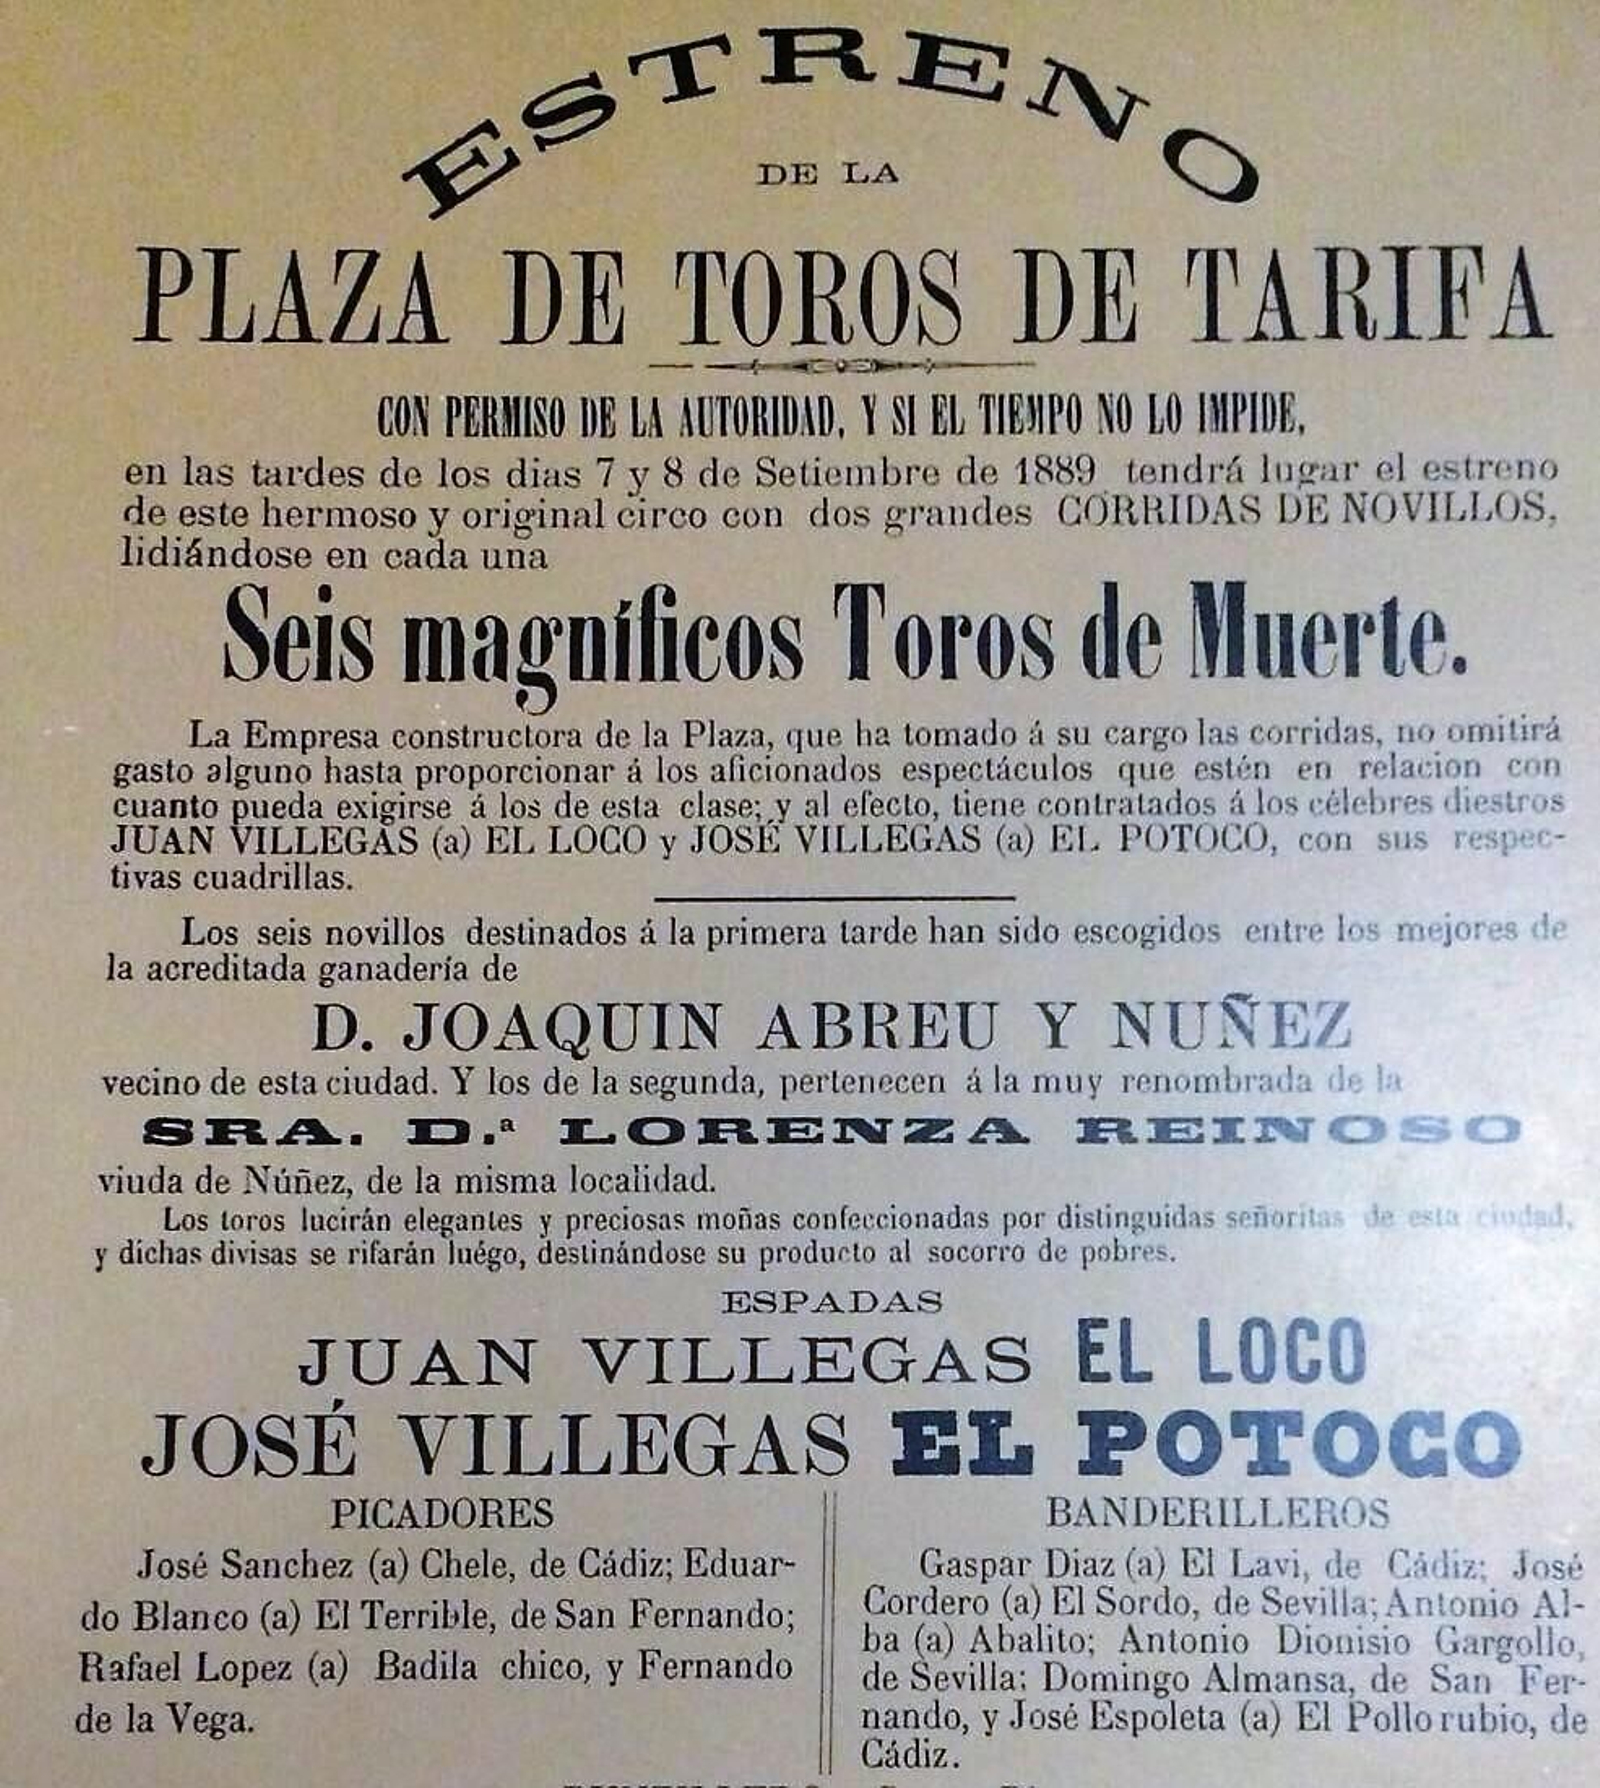 ESTRENO
DE LA
PLAZA DE TOROS DE TARIFA
CON PERMISO DE LA AUTORIDAD, Y SI EL TIEMPO NO LO IMPIDE,
en las tardes de los dias 7 y 8 de Setiembre de 1889 tendrá lugar el estreno
de este hermoso y original circo con dos grandes CORRIDAS DE NOVILLOS,
lidiándose en cada una
Seis magníficos Toros de Muerte.
La Empresa constructora de la Plaza, que ha tomado á su cargo las corridas, no omitirá
gasto alguno hasta proporcionar á los aficionados espectáculos que estén en relacion con
cuanto pueda exigirse á los de esta clase; y al efecto, tiene contratados á los célebres diestros
JUAN VILLEGAS (a) EL LOCO y JOSÉ VILLEGAS (a) EL POTOCO, con sus respec-
tivas cuadrillas.
Los seis novillos destinados á la primera tarde han sido escogidos entre los mejores de
la acreditada ganadería de
D. JOAQUIN ABREU Y NUÑEZ
vecino de esta ciudad. Y los de la segunda, pertenecen á la muy renombrada de la
SRA. D.ª LORENZA REINOSO
viuda de Núñez, de la misma localidad.
Los toros lucirán elegantes y preciosas moñas confeccionadas por distinguidas señoritas de esta ciudad,
y dichas divisas se rifarán luégo, destinándose su producto al socorro de pobres.
ESPADAS
JUAN VILLEGAS EL LOCO
JOSÉ VILLEGAS EL POTOCO
PICADORES
José Sanchez (a) Chele, de Cádiz; Eduar-
do Blanco (a) El Terrible, de San Fernando;
Rafael Lopez (a) Badila chico, y Fernando
de la Vega.
BANDERILLEROS
Gaspar Diaz (a) El Lavi, de Cádiz; José
Cordero (a) El Sordo, de Sevilla; Antonio Al-
ba (a) Abalito; Antonio Dionisio Gargollo,
de Sevilla; Domingo Almansa, de San Fer-
nando, y José Espoleta (a) El Pollo rubio, de
Cádiz.